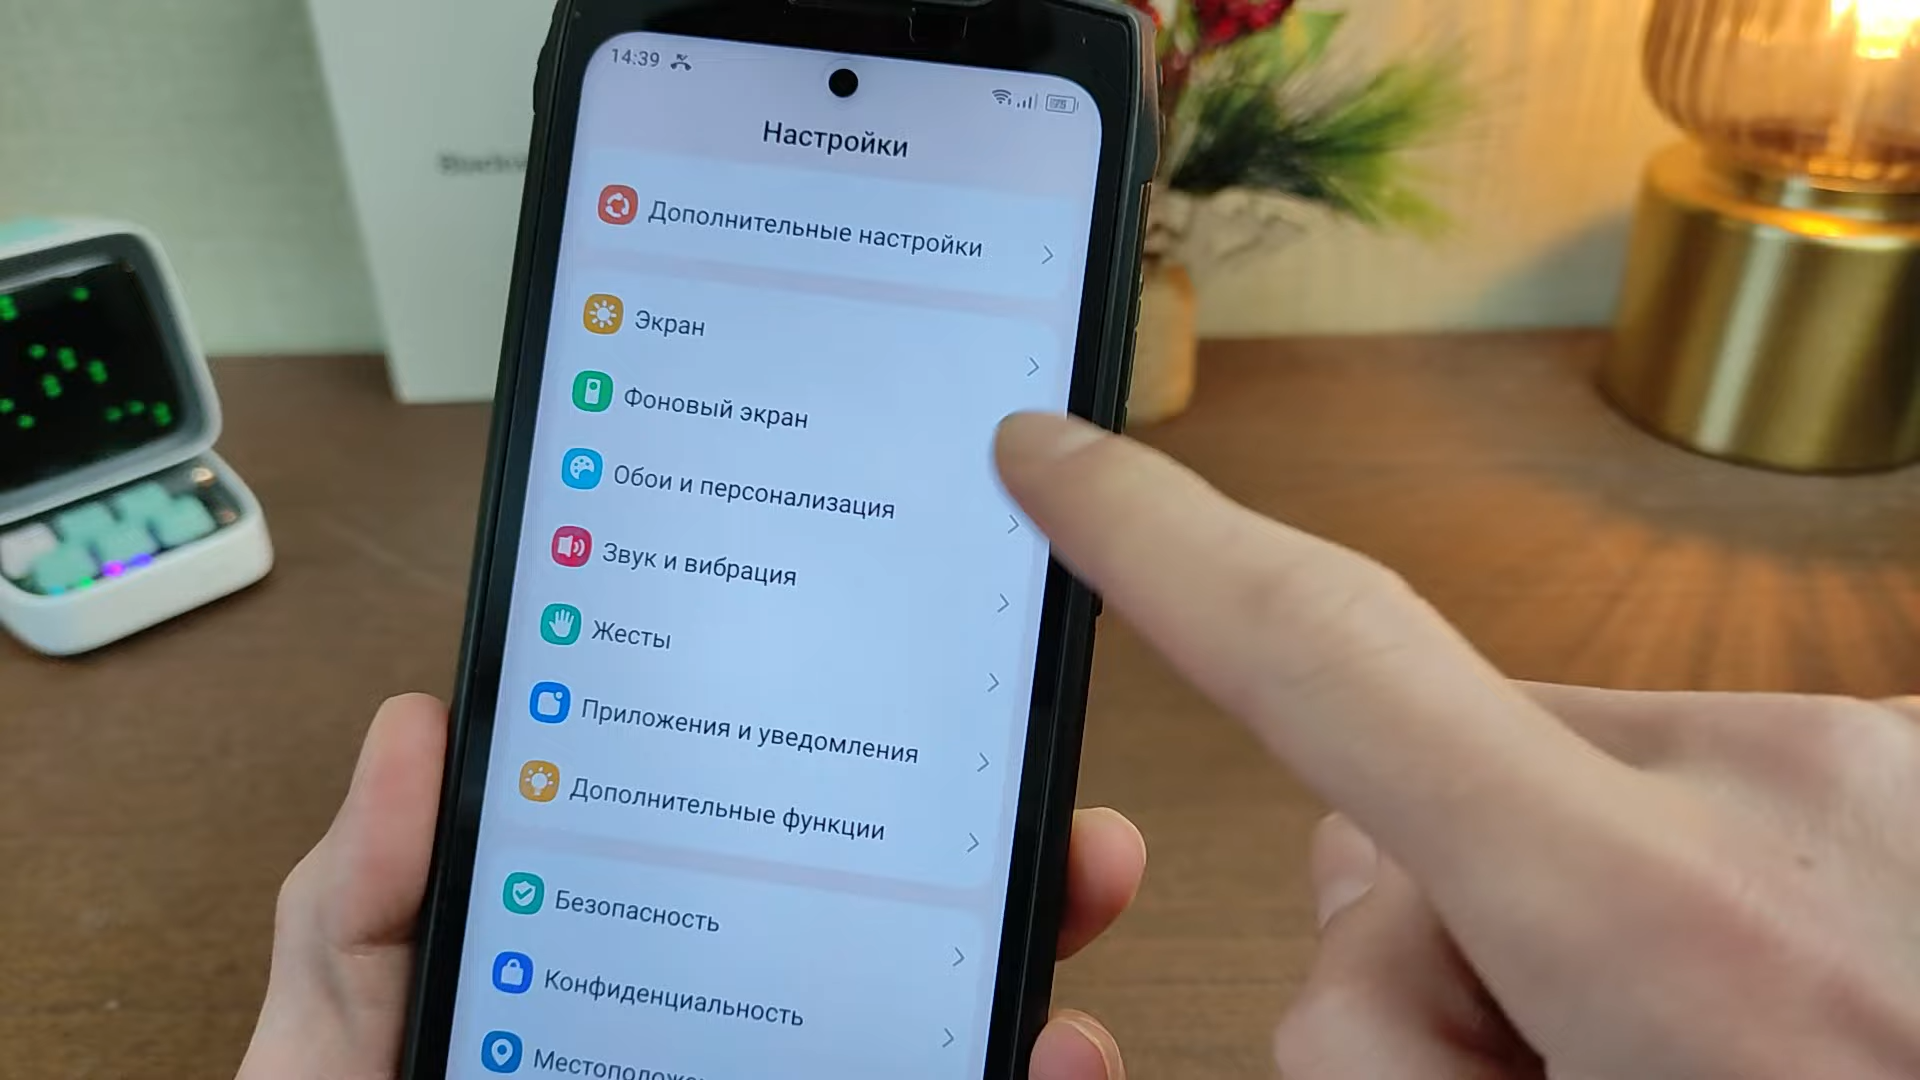 14:39
Настройки
Дополнительные настройки
Экран
Фоновый экран
Обои и персонализация
Звук и вибрация
Жесты
Приложения и уведомления
Дополнительные функции
Безопасность
Конфиденциальность